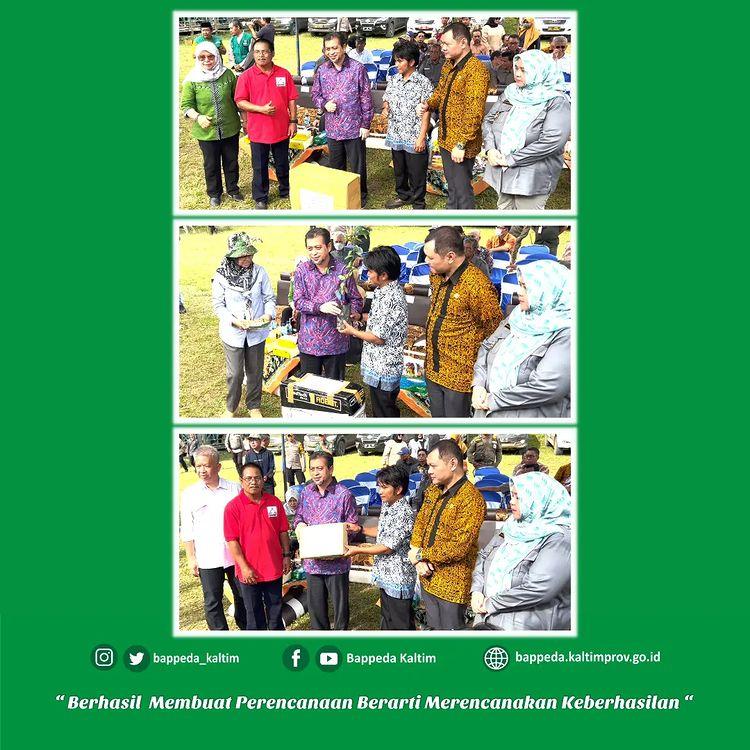 bappeda_kaltim Bappeda Kaltim bappeda.kaltimprov.go.id
“ Berhasil Membuat Perencanaan Berarti Merencanakan Keberhasilan “